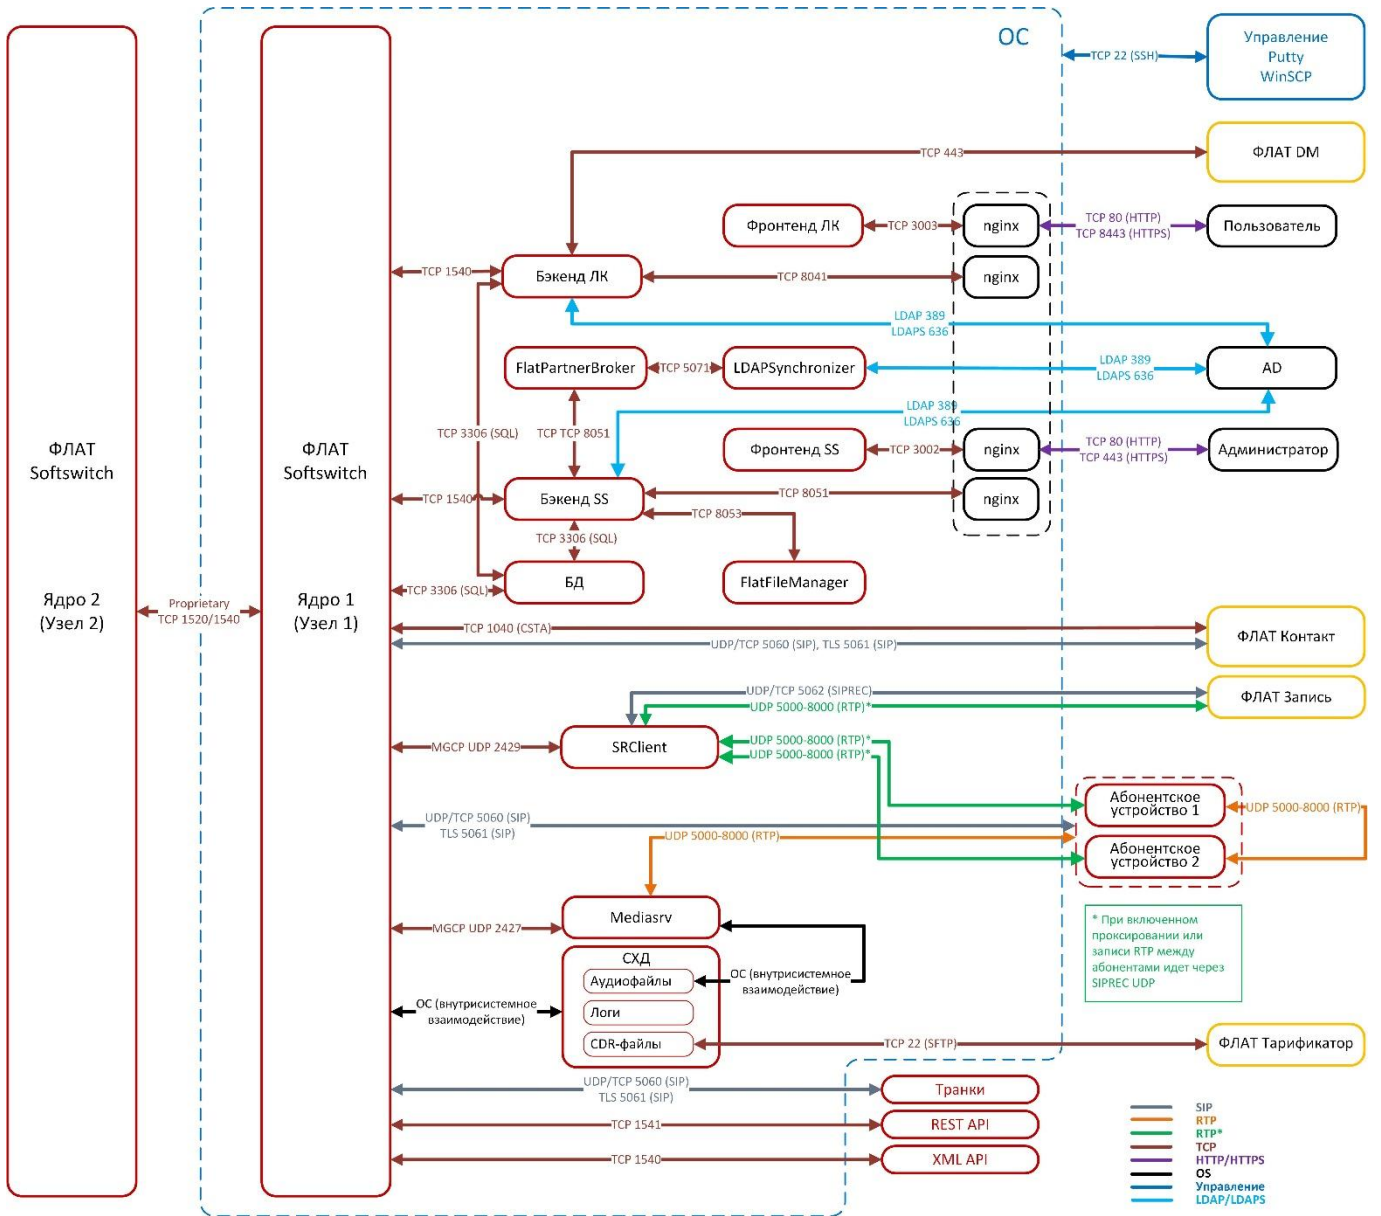 ОС
Управление
Putty
WinSCP
TCP 22 (SSH)
TCP 443
ФЛАТ DM
Фронтенд ЛК
TCP 3003
nginx
TCP 80 (HTTP)
TCP 8443 (HTTPS)
Пользователь
TCP 1540
Бэкенд ЛК
TCP 8041
nginx
LDAP 389
LDAPS 636
FlatPartnerBroker
TCP 5071
LDAPSynchronizer
LDAP 389
LDAPS 636
AD
LDAP 389
LDAPS 636
TCP 3306 (SQL)
TCP TCP 8051
Фронтенд SS
TCP 3002
nginx
TCP 80 (HTTP)
TCP 443 (HTTPS)
Администратор
ФЛАТ
Softswitch
ФЛАТ
Softswitch
TCP 1540
Бэкенд SS
TCP 8051
nginx
TCP 8053
TCP 3306 (SQL)
TCP 3306 (SQL)
БД
FlatFileManager
Ядро 2
(Узел 2)
Proprietary
TCP 1520/1540
Ядро 1
(Узел 1)
TCP 1040 (CSTA)
UDP/TCP 5060 (SIP), TLS 5061 (SIP)
ФЛАТ Контакт
UDP/TCP 5062 (SIPREC)
UDP 5000-8000 (RTP)*
ФЛАТ Запись
MGCP UDP 2429
SRClient
UDP 5000-8000 (RTP)*
UDP 5000-8000 (RTP)*
Абонентское
устройство 1
UDP 5000-8000 (RTP)
UDP/TCP 5060 (SIP)
TLS 5061 (SIP)
UDP 5000-8000 (RTP)
Абонентское
устройство 2
Mediasrv
MGCP UDP 2427
* При включенном
проксировании или
записи RTP между
абонентами идет через
SIPREC UDP
СХД
Аудиофайлы
ОС (внутрисистемное
взаимодействие)
ОС (внутрисистемное
взаимодействие)
Логи
CDR-файлы
TCP 22 (SFTP)
ФЛАТ Тарификатор
UDP/TCP 5060 (SIP)
TLS 5061 (SIP)
Транки
TCP 1541
REST API
TCP 1540
XML API
SIP
RTP
RTP*
TCP
HTTP/HTTPS
OS
Управление
LDAP/LDAPS